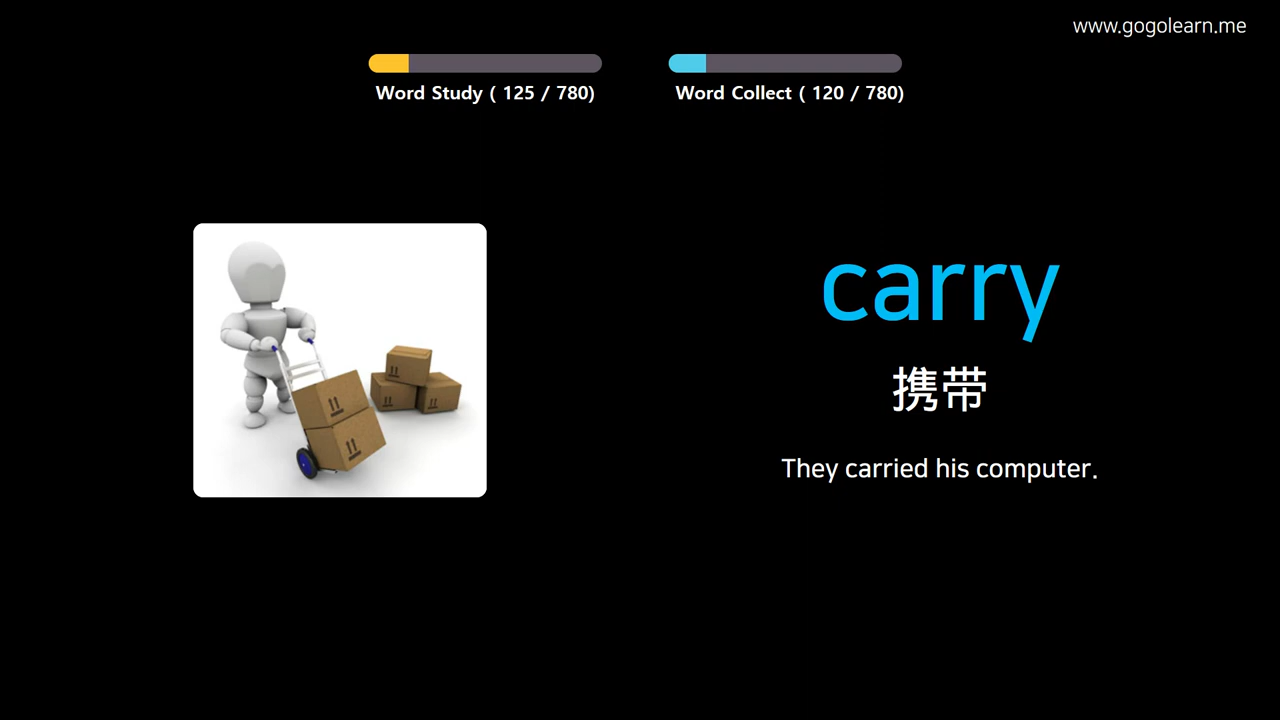 www.gogolearn.me
Word Study ( 125 / 780)
Word Collect ( 120 / 780)
carry
携带
They carried his computer.